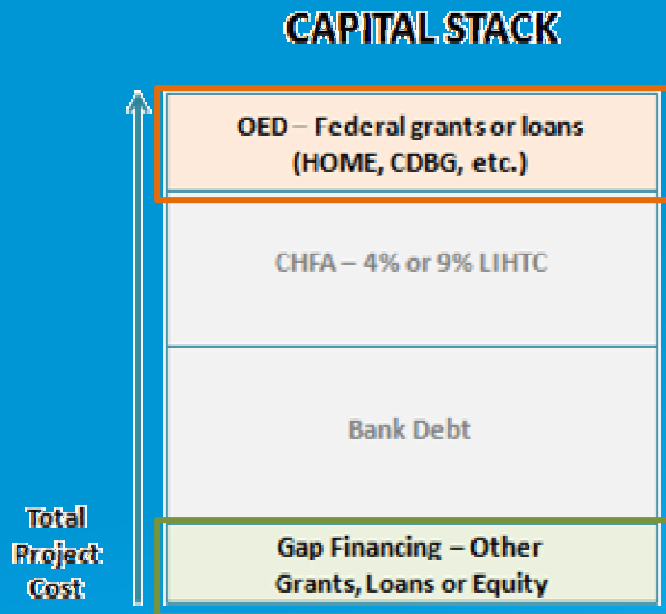 CAPITAL STACK
OED – Federal grants or loans
(HOME, CDBG, etc.)
CHFA – 4% or 9% LIHTC
Bank Debt
Total
Project
Cost
Gap Financing – Other
Grants, Loans or Equity